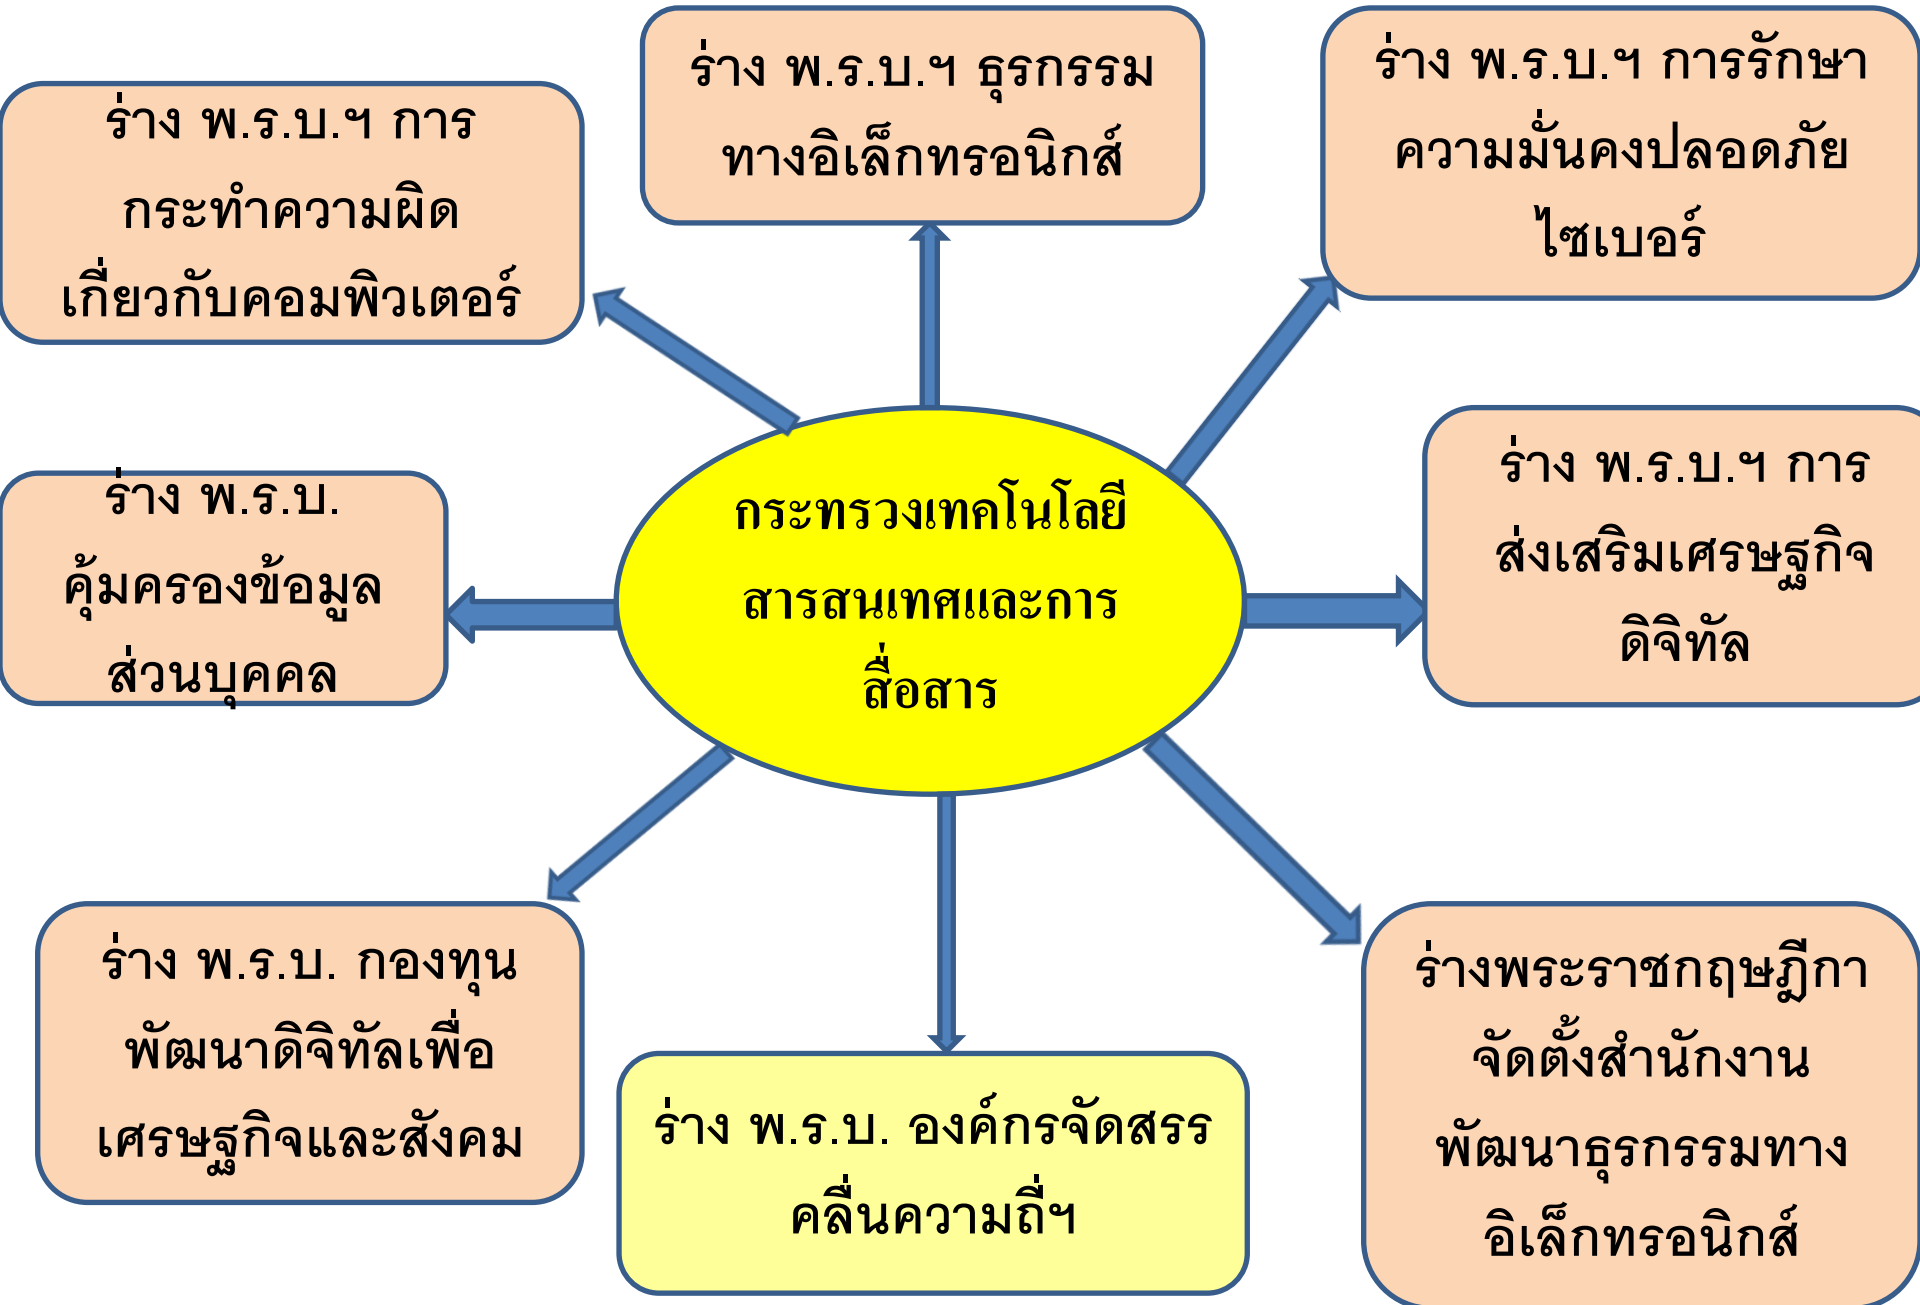 ร่าง พ.ร.บ.ฯ การ
กระทำความผิด
เกี่ยวกับคอมพิวเตอร์
ร่าง พ.ร.บ.ฯ ธุรกรรม
ทางอิเล็กทรอนิกส์
ร่าง พ.ร.บ.ฯ การรักษา
ความมั่นคงปลอดภัย
ไซเบอร์
ร่าง พ.ร.บ.
คุ้มครองข้อมูล
ส่วนบุคคล
กระทรวงเทคโนโลยี
สารสนเทศและการ
สื่อสาร
ร่าง พ.ร.บ.ฯ การ
ส่งเสริมเศรษฐกิจ
ดิจิทัล
ร่าง พ.ร.บ. กองทุน
พัฒนาดิจิทัลเพื่อ
เศรษฐกิจและสังคม
ร่าง พ.ร.บ. องค์กรจัดสรร
คลื่นความถี่ฯ
ร่างพระราชกฤษฎีกา
จัดตั้งสำนักงาน
พัฒนาธุรกรรมทาง
อิเล็กทรอนิกส์